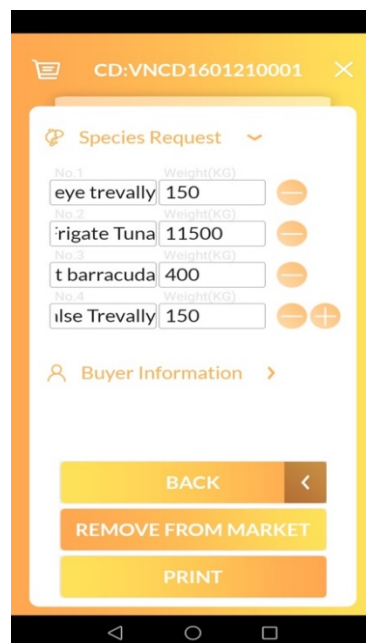 CD:VNCD1601210001
Species Request
No.1 Weight(KG)
eye trevally 150
No.2 Weight(KG)
rigate Tuna 11500
No.3 Weight(KG)
t barracuda 400
No.4 Weight(KG)
lse Trevally 150
Buyer Information
BACK
REMOVE FROM MARKET
PRINT